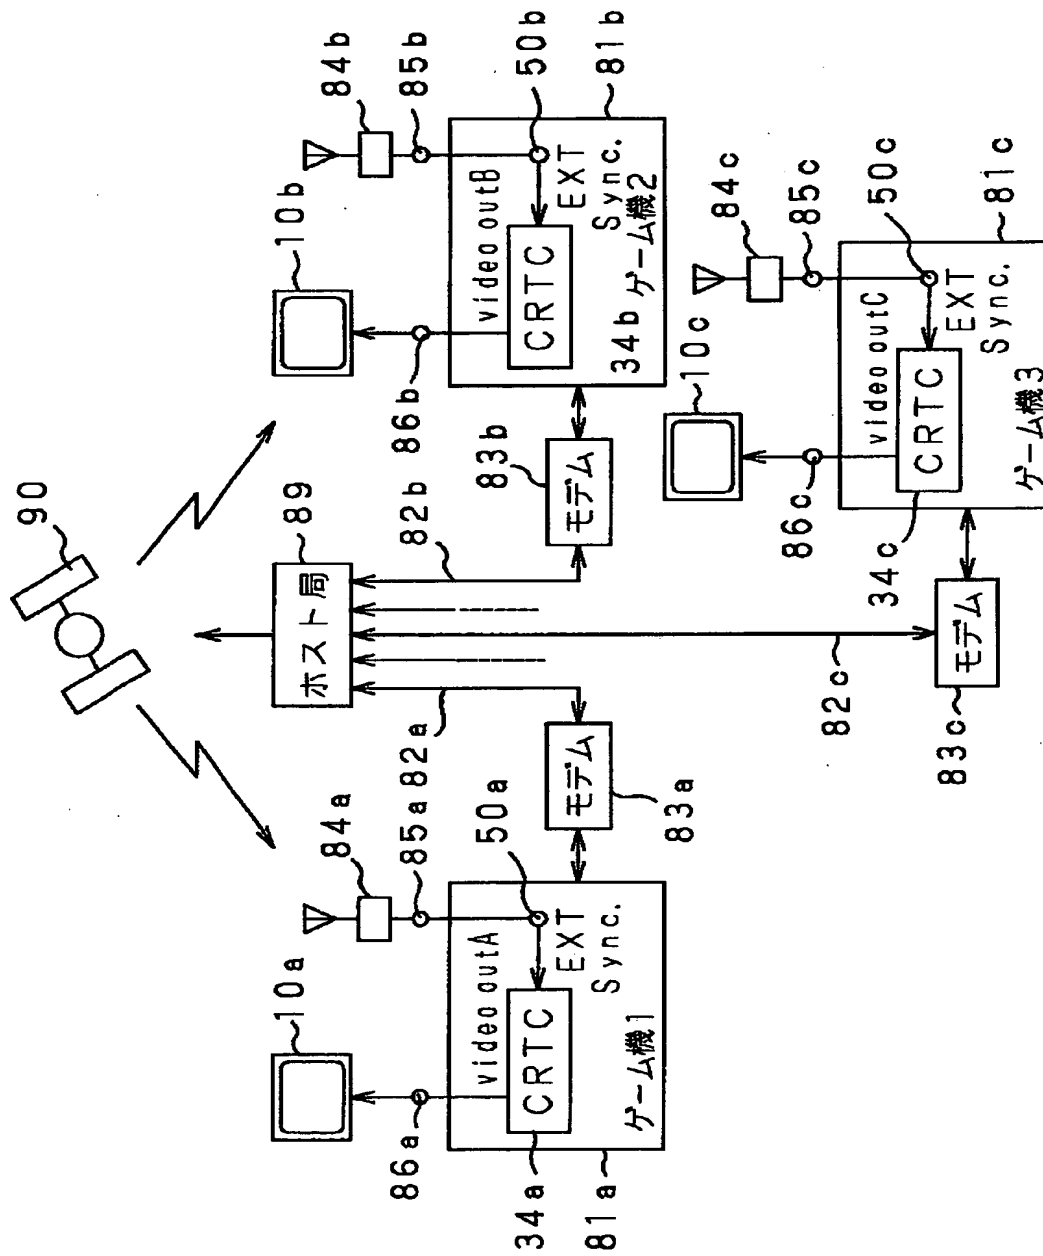 90
89
ホスト局
10a
84a
85a
82a
82b
10b
84b
85b
86a
video outA
50a
CRTC
EXT
Sync.
34a
ゲーム機1
81a
モデム
83a
86b
video outB
50b
CRTC
EXT
Sync.
34b
ゲーム機2
81b
83b
モデム
10c
84c
85c
86c
video outC
50c
CRTC
EXT
Sync.
34c
ゲーム機3
81c
82c
モデム
83c